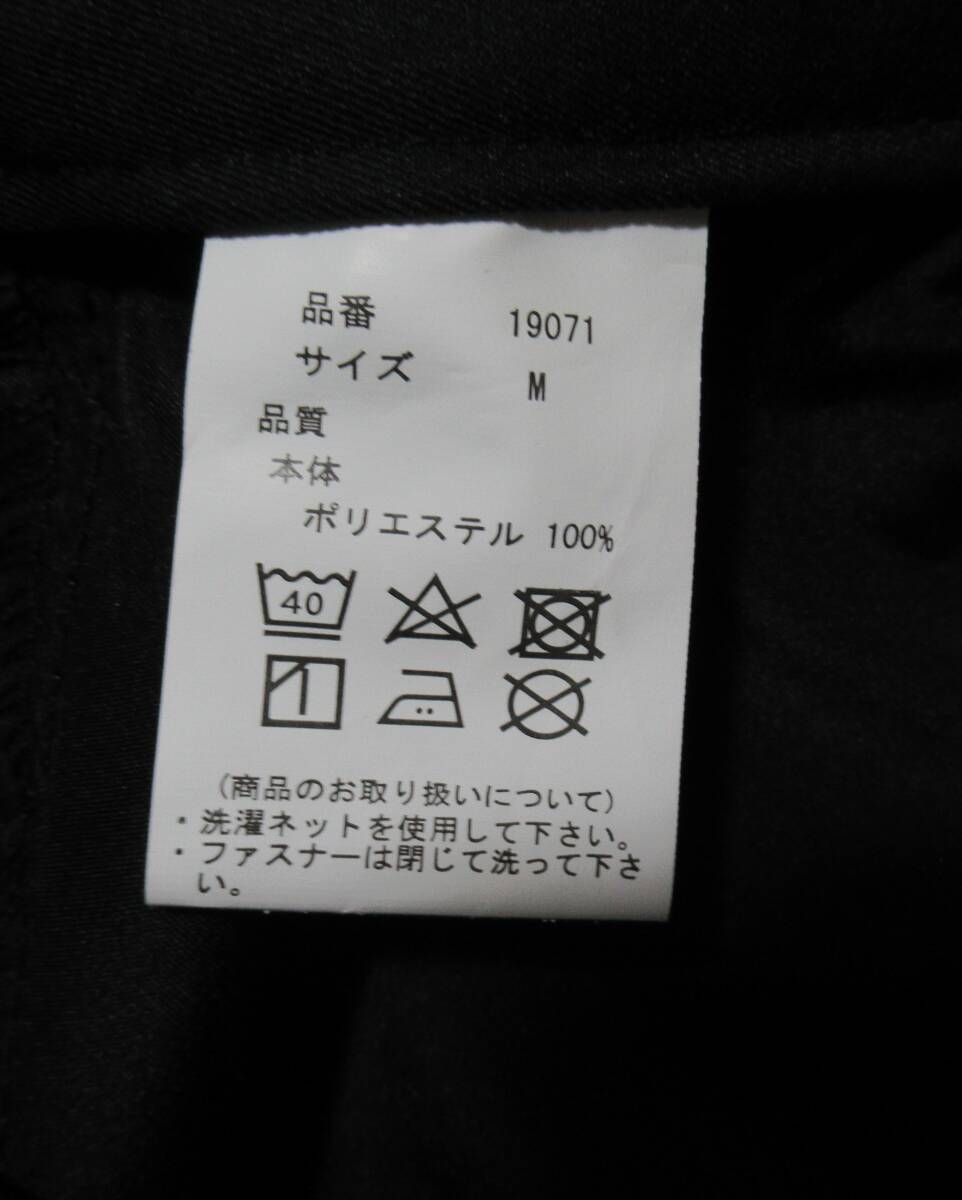 品番 19071
サイズ M
品質
本体
ポリエステル 100%
40
(商品のお取り扱いについて)
・洗濯ネットを使用して下さい。
・ファスナーは閉じて洗って下さ
い。